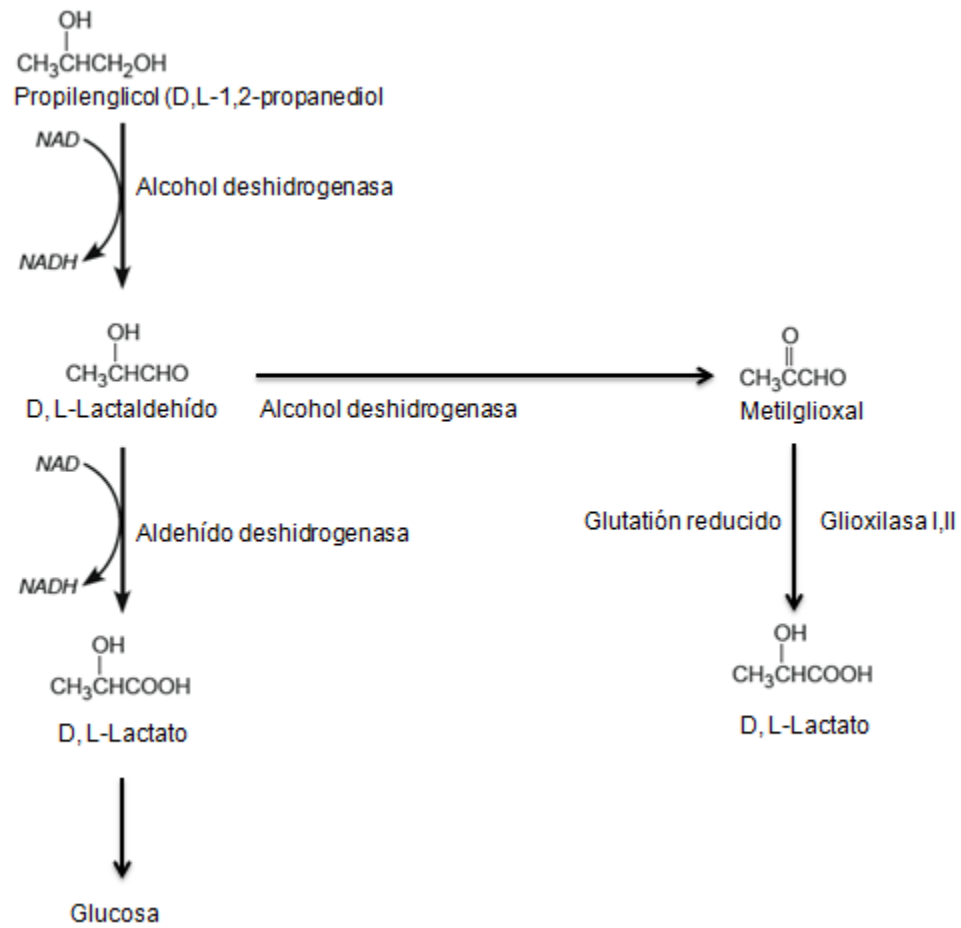 OH
CH₃CHCH₂OH
Propilenglicol (D,L-1,2-propanediol
NAD
Alcohol deshidrogenasa
NADH
OH
CH₃CHCHO
D, L-Lactaldehído
Alcohol deshidrogenasa
O
CH₃CCHO
Metilglioxal
NAD
Aldehído deshidrogenasa
NADH
Glutatión reducido
Glioxilasa I,II
OH
CH₃CHCOOH
D, L-Lactato
OH
CH₃CHCOOH
D, L-Lactato
Glucosa